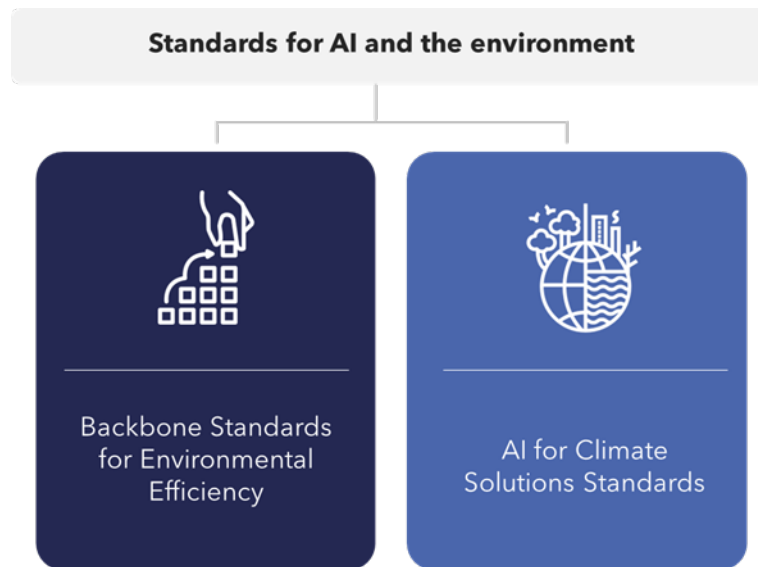 Standards for AI and the environment
Backbone Standards
for Environmental
Efficiency
AI for Climate
Solutions Standards